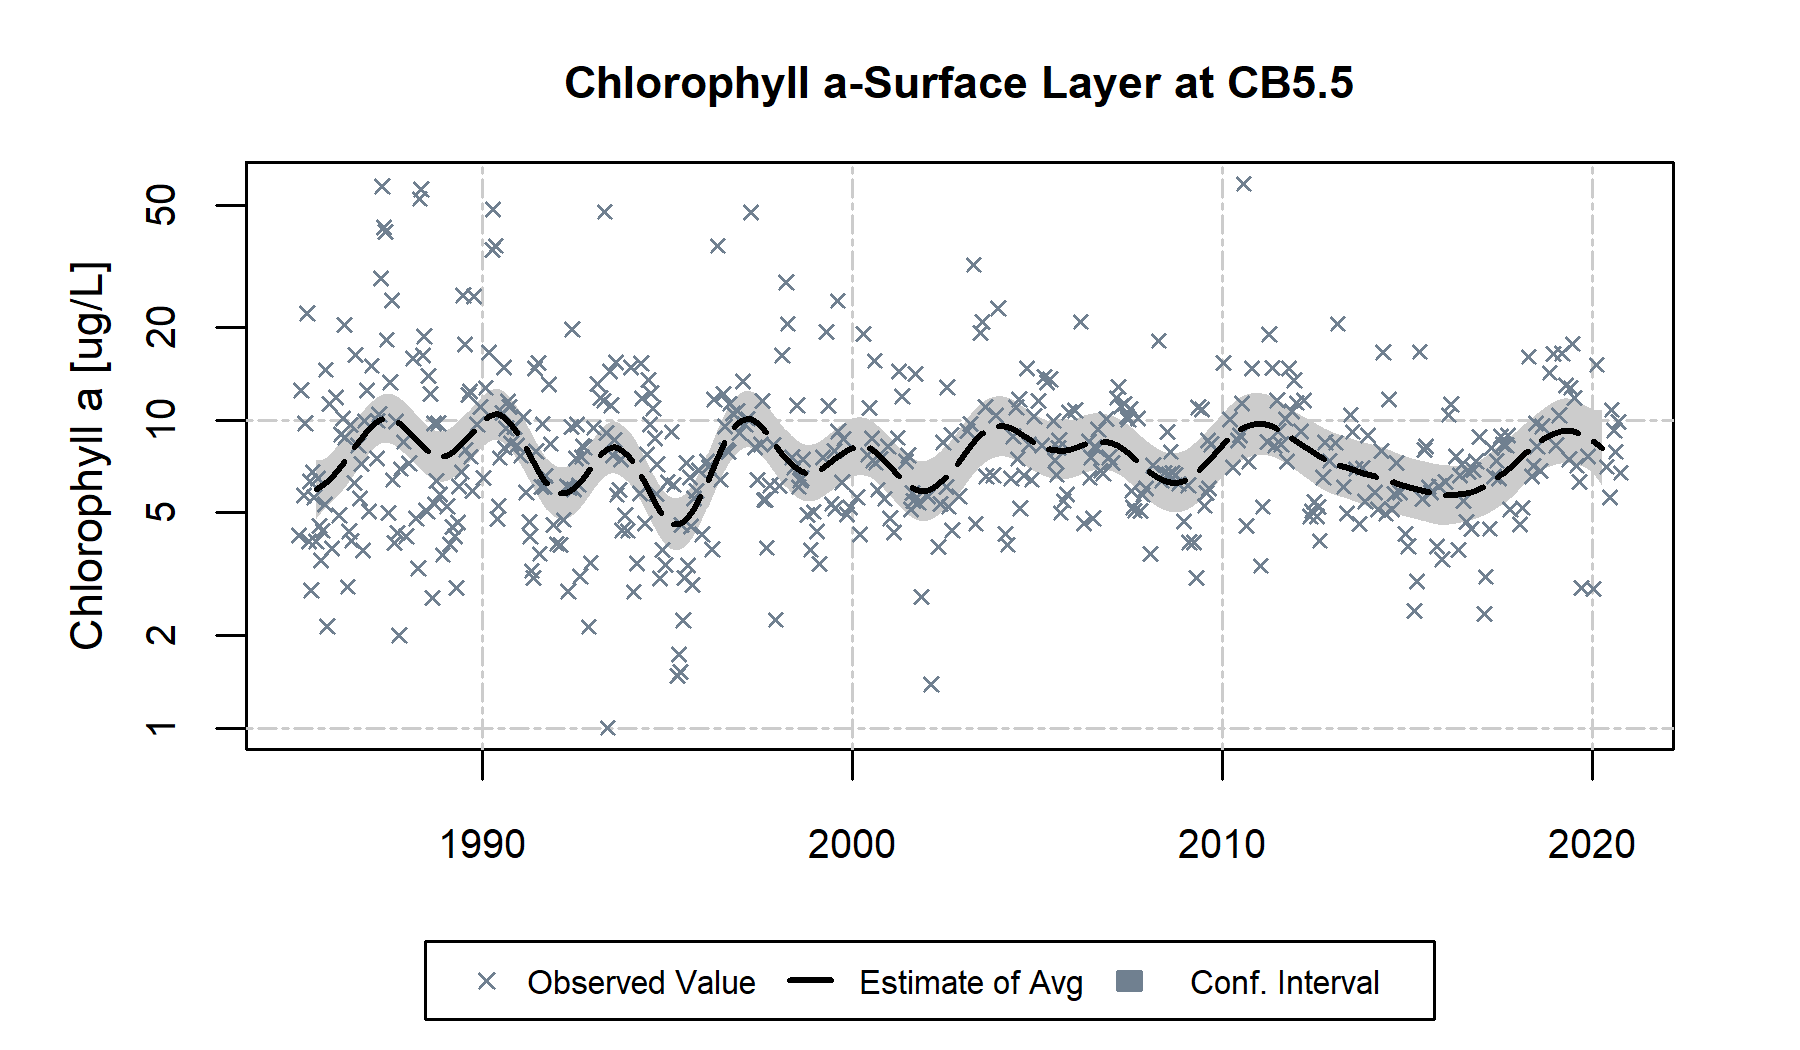 Chlorophyll a-Surface Layer at CB5.5
Chlorophyll a [ug/L]
50
20
10
5
2
1
1990 2000 2010 2020
Observed Value Estimate of Avg Conf. Interval